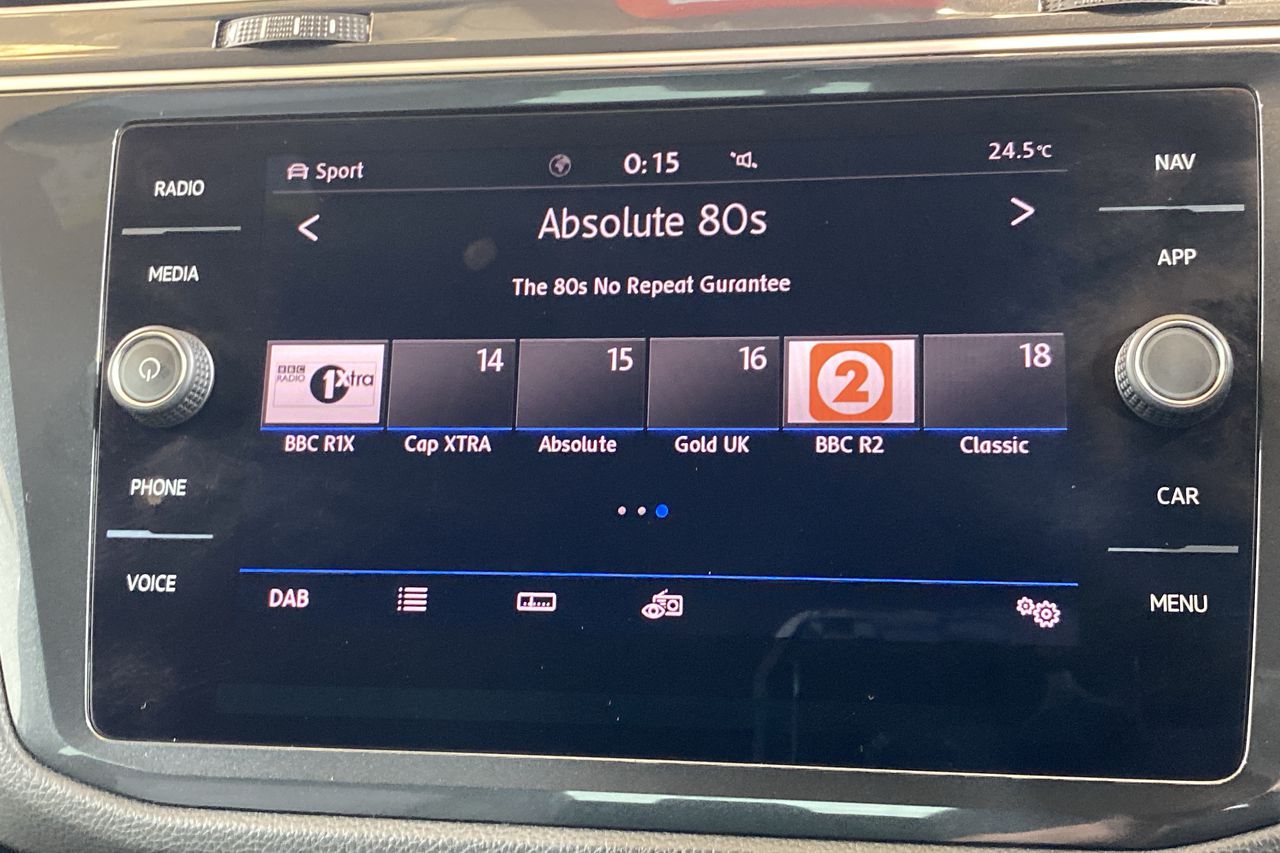 Sport 0:15 24.5°C
RADIO
NAV
< Absolute 80s >
MEDIA
APP
The 80s No Repeat Gurantee
BBC RADIO 1Xtra 14 15 16 2 18
BBC R1X Cap XTRA Absolute Gold UK BBC R2 Classic
PHONE
CAR
VOICE
DAB
MENU